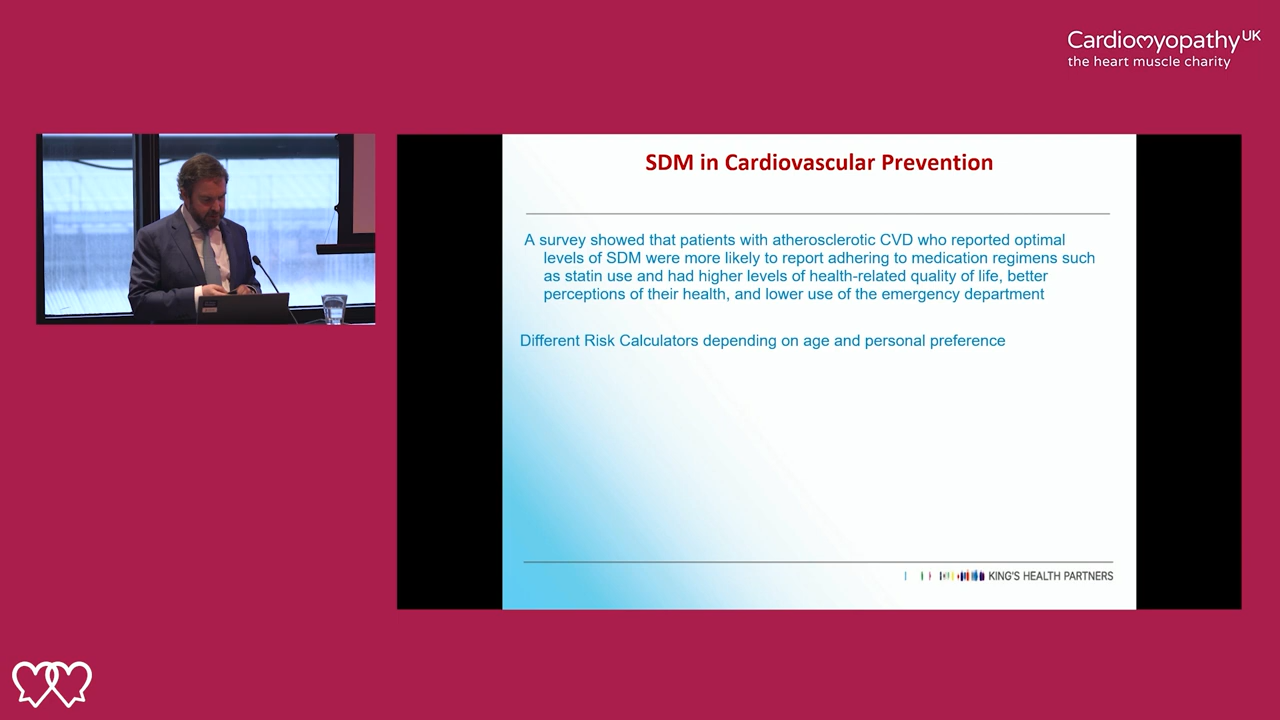 Cardiomyopathy UK
the heart muscle charity
SDM in Cardiovascular Prevention
A survey showed that patients with atherosclerotic CVD who reported optimal
levels of SDM were more likely to report adhering to medication regimens such
as statin use and had higher levels of health-related quality of life, better
perceptions of their health, and lower use of the emergency department
Different Risk Calculators depending on age and personal preference
KING'S HEALTH PARTNERS